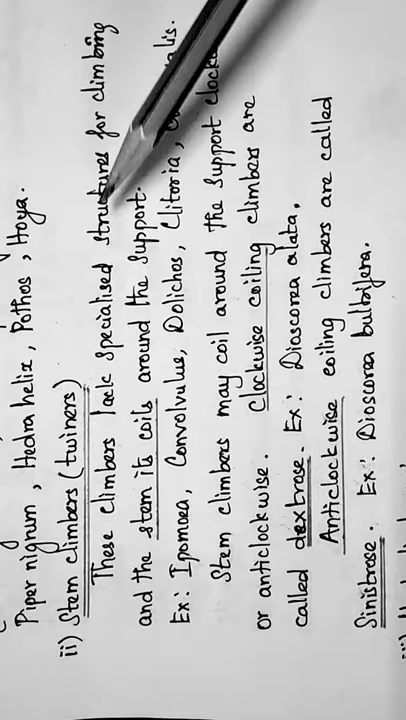 Piper nigrum, Hedra helix, Pothos, Hoya.
ii) Stem climbers (twiners)
These climbers lack specialised structures for climbing
and the stem its coils around the support.
Ex: Ipomoea, Convolvulus, Dolichos, Clitoria,
Stem climbers may coil around the support
or anticlockwise. Clockwise coiling climbers are
called dextrose. Ex: Dioscorea alata.
Anticlockwise coiling climbers are called
Sinistrose. Ex: Dioscorea bulbifera.